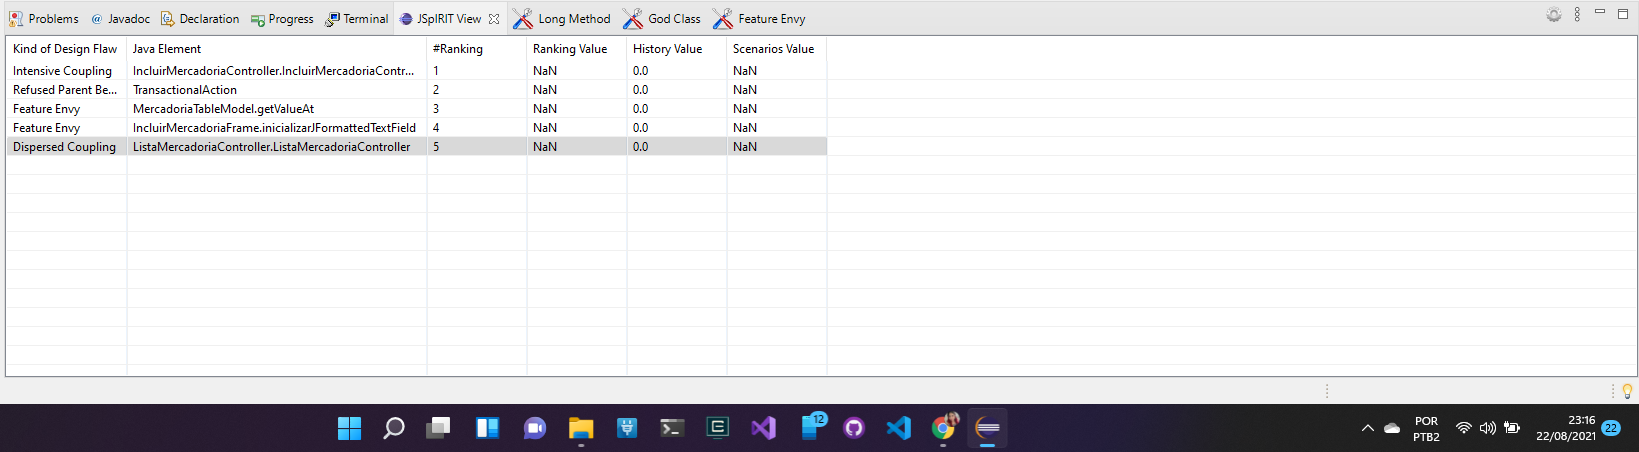 Problems @ Javadoc Declaration Progress Terminal JSpIRIT View Long Method God Class Feature Envy
Kind of Design Flaw Java Element #Ranking Ranking Value History Value Scenarios Value
Intensive Coupling IncluirMercadoriaController.IncluirMercadoriaContr... 1 NaN 0.0 NaN
Refused Parent Be... TransactionalAction 2 NaN 0.0 NaN
Feature Envy MercadoriaTableModel.getValueAt 3 NaN 0.0 NaN
Feature Envy IncluirMercadoriaFrame.inicializarJFormattedTextField 4 NaN 0.0 NaN
Dispersed Coupling ListaMercadoriaController.ListaMercadoriaController 5 NaN 0.0 NaN
12
POR
PTB2
23:16
22/08/2021
22